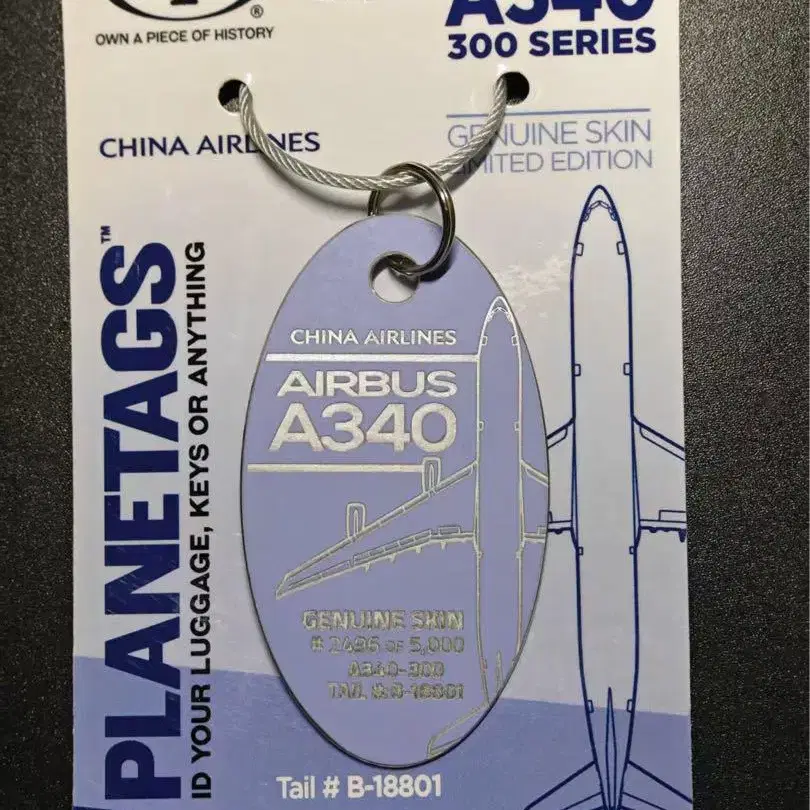 ®
OWN A PIECE OF HISTORY
A340
300 SERIES
CHINA AIRLINES
GENUINE SKIN
LIMITED EDITION
PLANETAGS™
ID YOUR LUGGAGE, KEYS OR ANYTHING
CHINA AIRLINES
AIRBUS
A340
GENUINE SKIN
# 2496 OF 5,000
A340-300
TAIL #:B-18801
Tail # B-18801